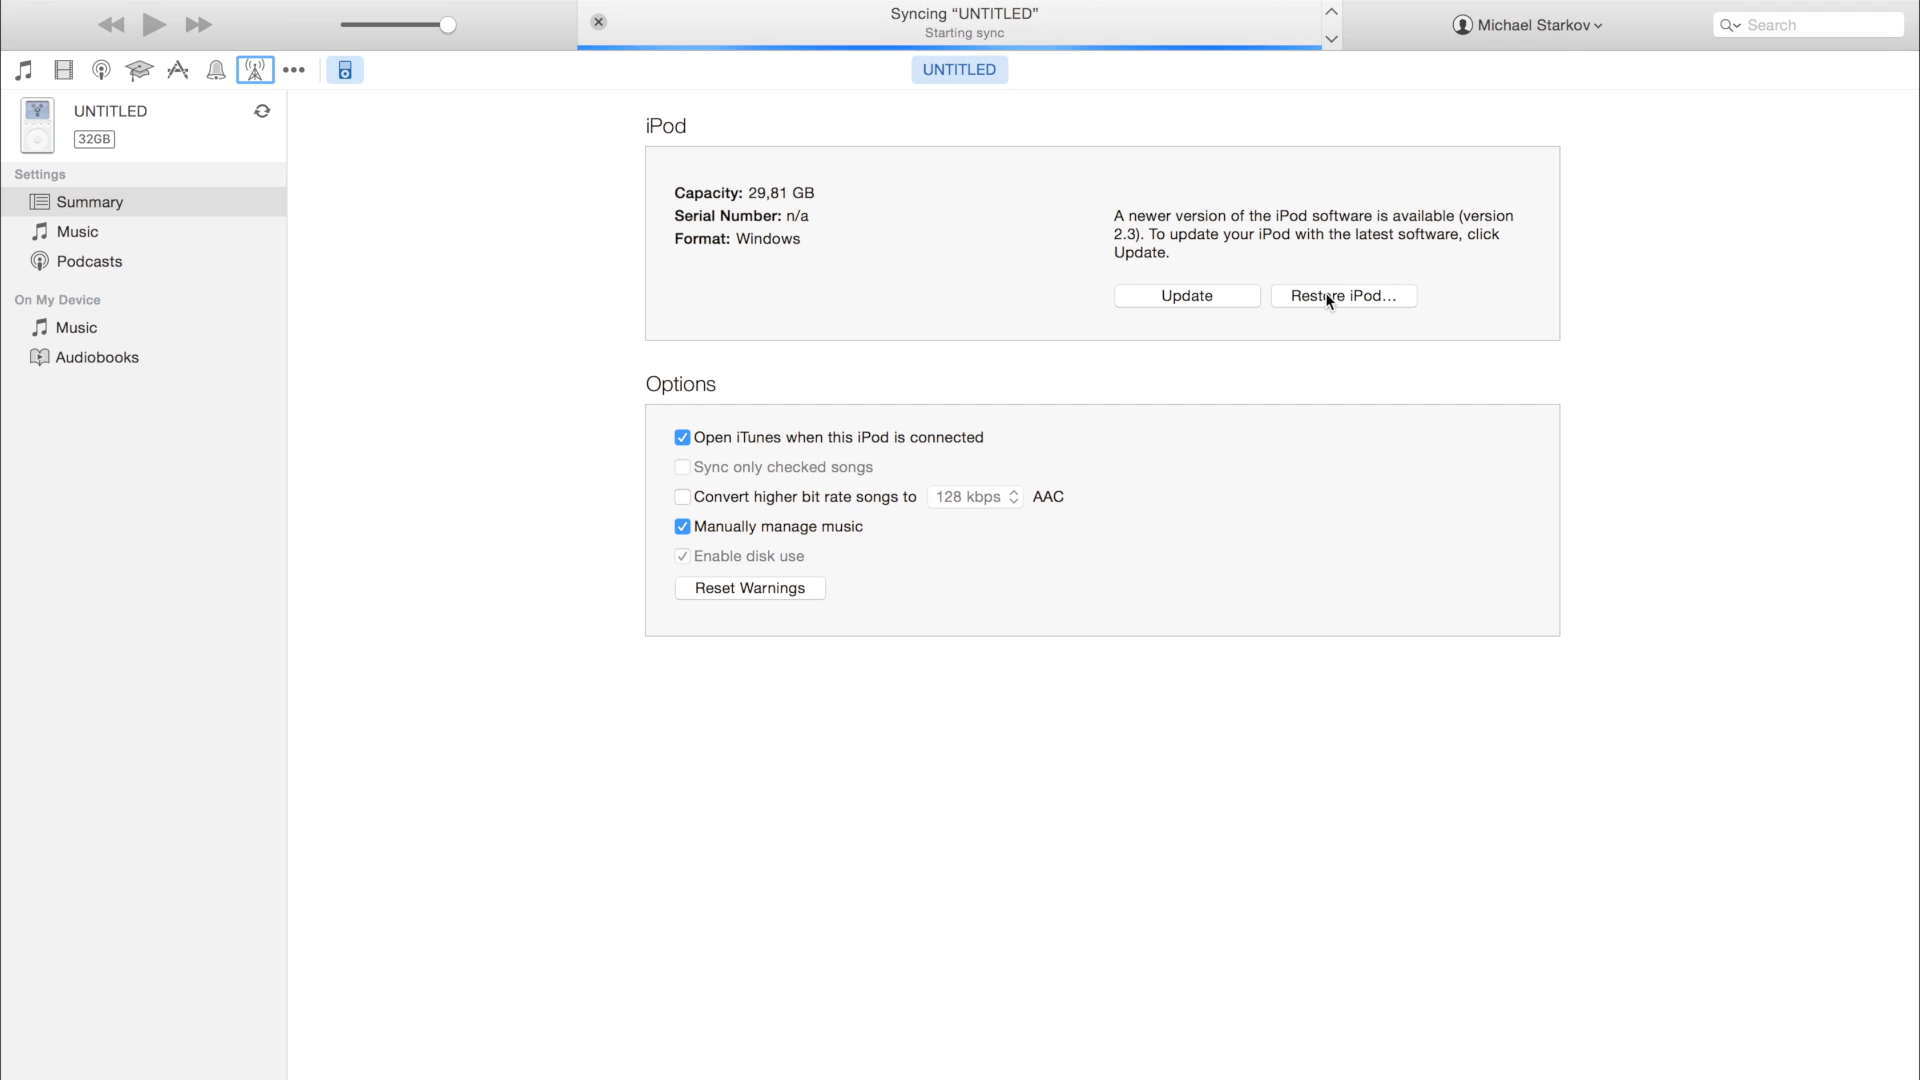 Syncing “UNTITLED”
Starting sync
Michael Starkov
Search
UNTITLED
UNTITLED
32GB
Settings
Summary
Music
Podcasts
On My Device
Music
Audiobooks
iPod
Capacity: 29,81 GB
Serial Number: n/a
Format: Windows
A newer version of the iPod software is available (version
2.3). To update your iPod with the latest software, click
Update.
Update
Restore iPod...
Options
Open iTunes when this iPod is connected
Sync only checked songs
Convert higher bit rate songs to 128 kbps AAC
Manually manage music
Enable disk use
Reset Warnings